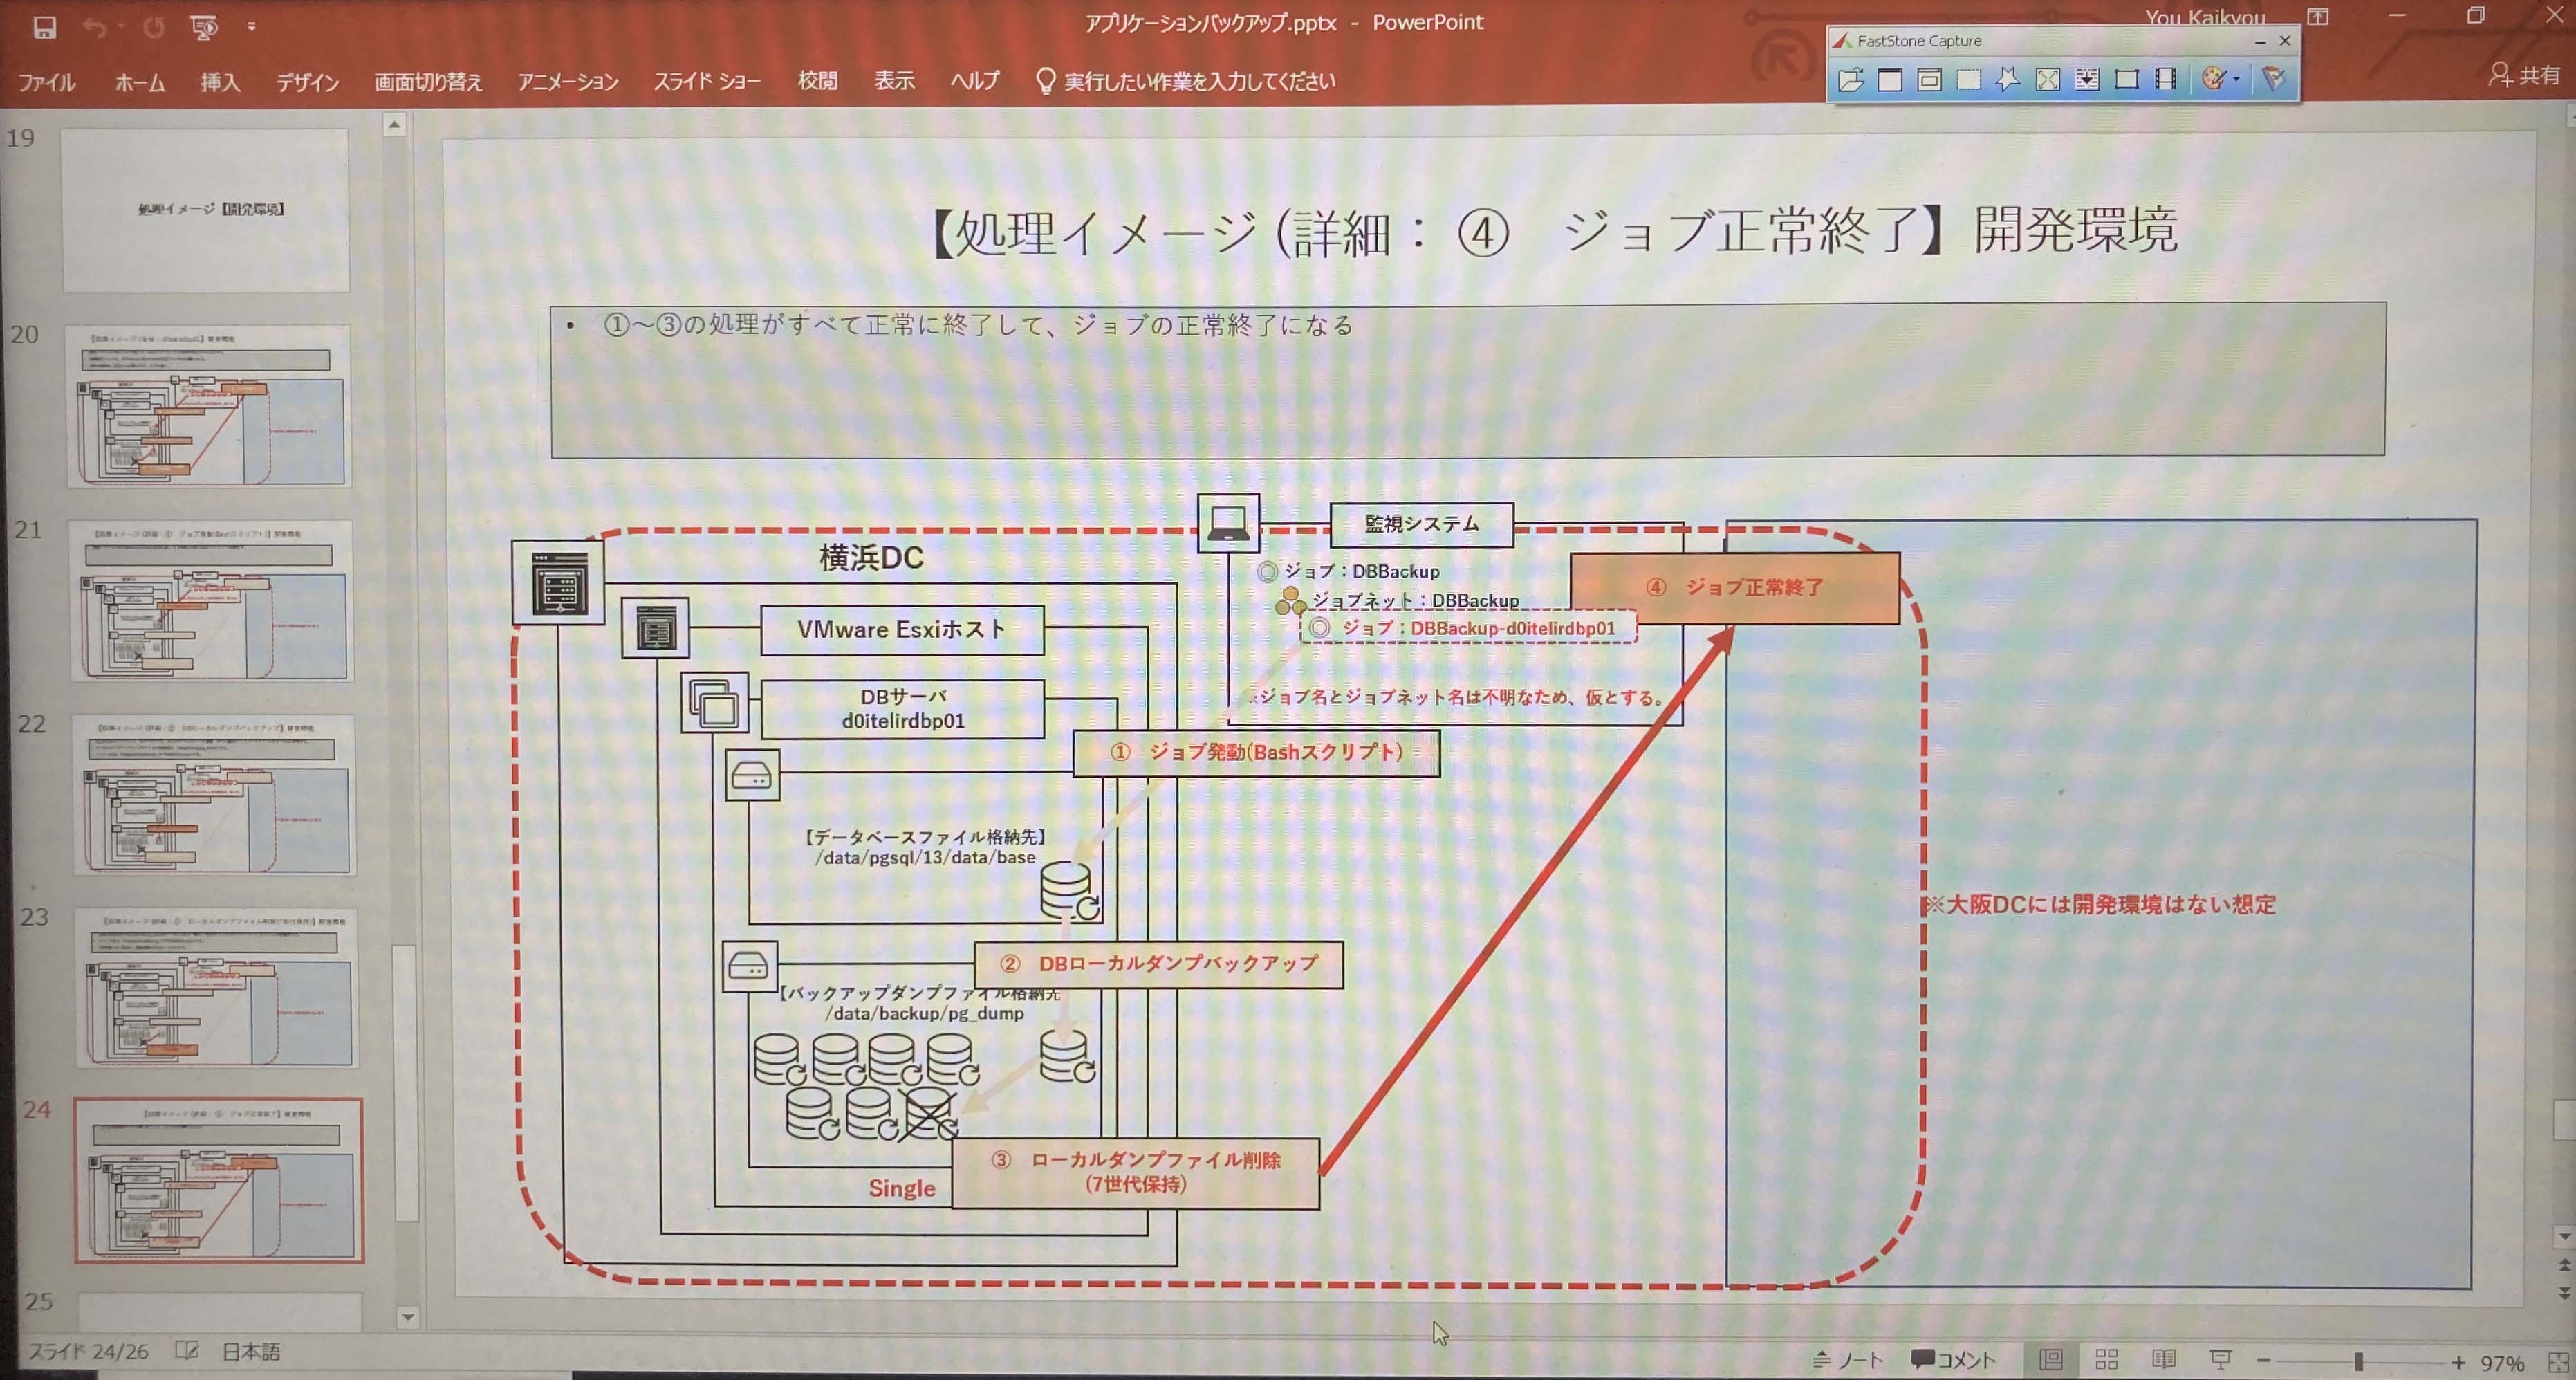 アプリケーションバックアップ.pptx - PowerPoint
You Kaikyou
FastStone Capture
ファイル ホーム 挿入 デザイン 画面切り替え アニメーション スライド ショー 校閲 表示 ヘルプ 実行したい作業を入力してください
共有
19
処理イメージ【開発環境】
20
21
22
23
24
25
【処理イメージ (詳細： ④　ジョブ正常終了】開発環境
• ①～③の処理がすべて正常に終了して、ジョブの正常終了になる
監視システム
横浜DC
◎ ジョブ：DBBackup
ジョブネット：DBBackup
◎ ジョブ：DBBackup-d0itelirdbp01
④　ジョブ正常終了
VMware Esxiホスト
DBサーバ
d0itelirdbp01
※ジョブ名とジョブネット名は不明なため、仮とする。
①　ジョブ発動(Bashスクリプト)
【データベースファイル格納先】
/data/pgsql/13/data/base
※大阪DCには開発環境はない想定
②　DBローカルダンプバックアップ
【バックアップダンプファイル格納先
/data/backup/pg_dump
③　ローカルダンプファイル削除
(7世代保持)
Single
スライド 24/26 日本語
ノート コメント 97%